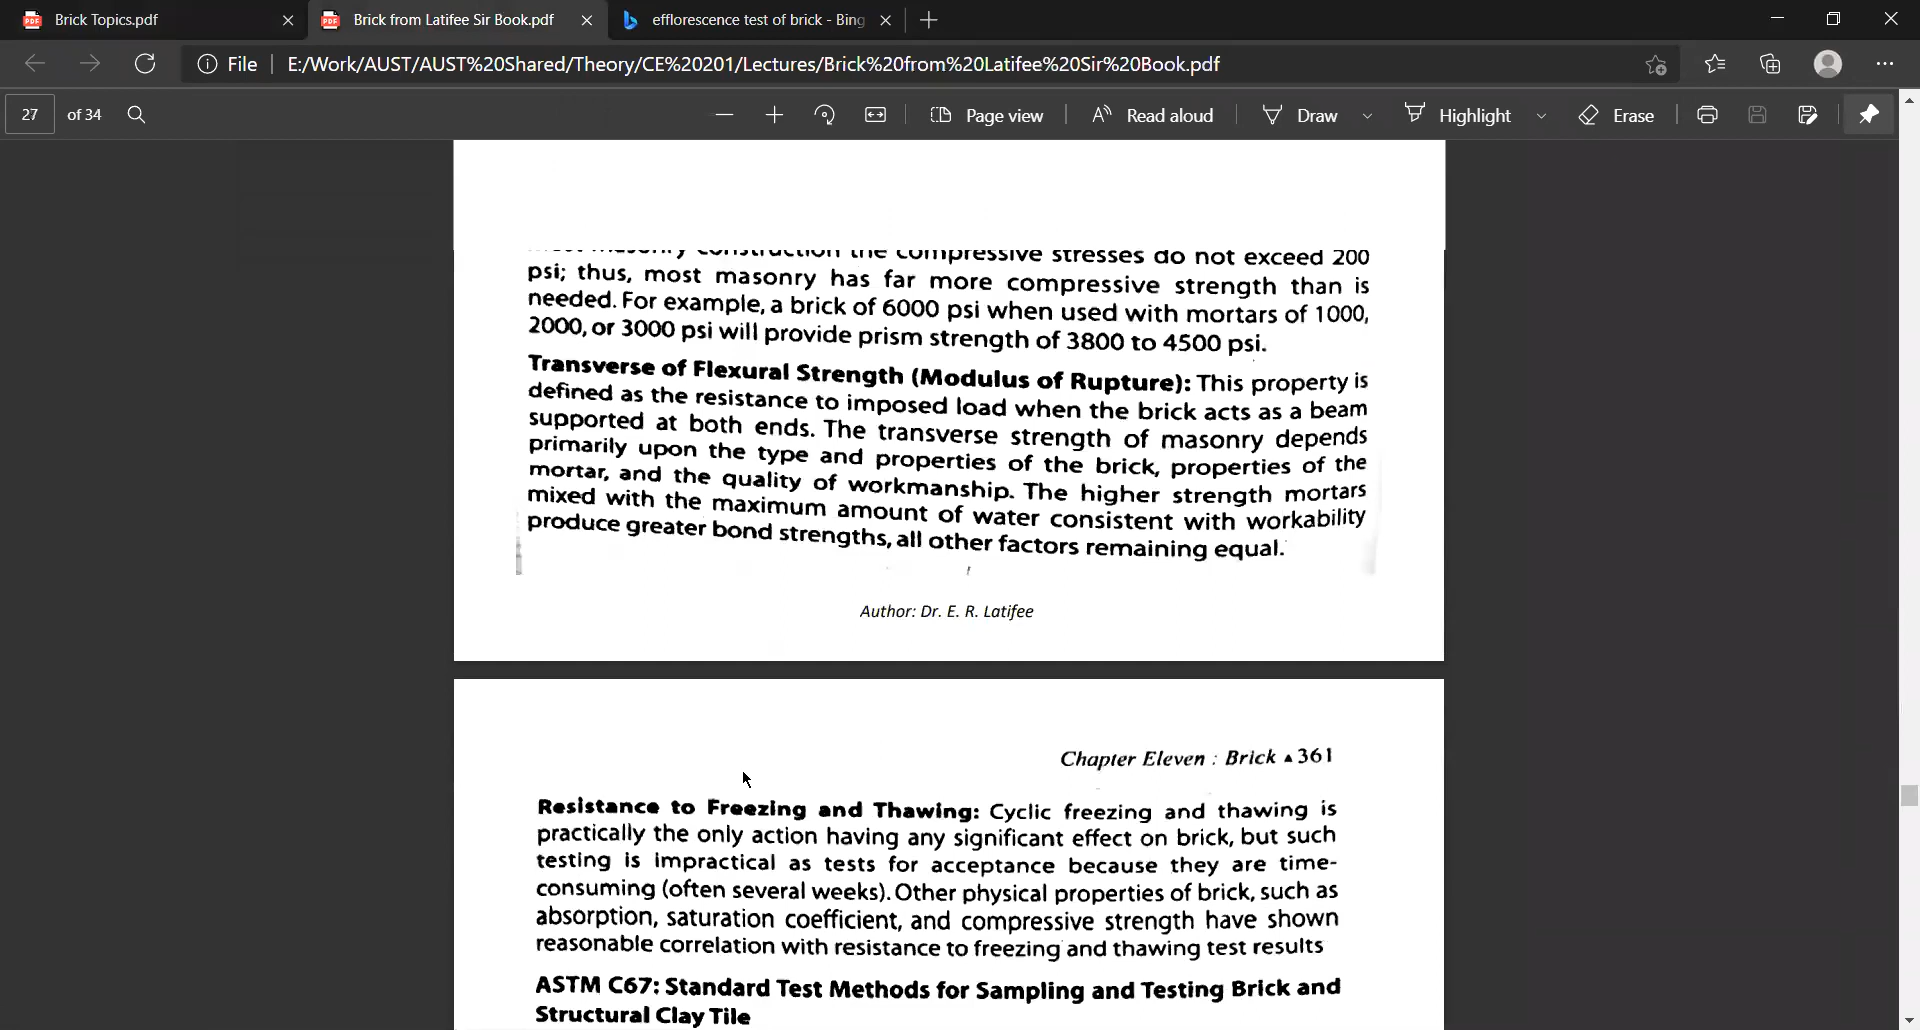 Brick Topics.pdf
Brick from Latifee Sir Book.pdf
efflorescence test of brick - Bing
File
E:/Work/AUST/AUST%20Shared/Theory/CE%20201/Lectures/Brick%20from%20Latifee%20Sir%20Book.pdf
27 of 34
Page view
Read aloud
Draw
Highlight
Erase
masonry construction the compressive stresses do not exceed 200
psi; thus, most masonry has far more compressive strength than is
needed. For example, a brick of 6000 psi when used with mortars of 1000,
2000, or 3000 psi will provide prism strength of 3800 to 4500 psi.
Transverse of Flexural Strength (Modulus of Rupture): This property is
defined as the resistance to imposed load when the brick acts as a beam
supported at both ends. The transverse strength of masonry depends
primarily upon the type and properties of the brick, properties of the
mortar, and the quality of workmanship. The higher strength mortars
mixed with the maximum amount of water consistent with workability
produce greater bond strengths, all other factors remaining equal.
Author: Dr. E. R. Latifee
Chapter Eleven : Brick ▲361
Resistance to Freezing and Thawing: Cyclic freezing and thawing is
practically the only action having any significant effect on brick, but such
testing is impractical as tests for acceptance because they are time-
consuming (often several weeks). Other physical properties of brick, such as
absorption, saturation coefficient, and compressive strength have shown
reasonable correlation with resistance to freezing and thawing test results
ASTM C67: Standard Test Methods for Sampling and Testing Brick and
Structural Clay Tile